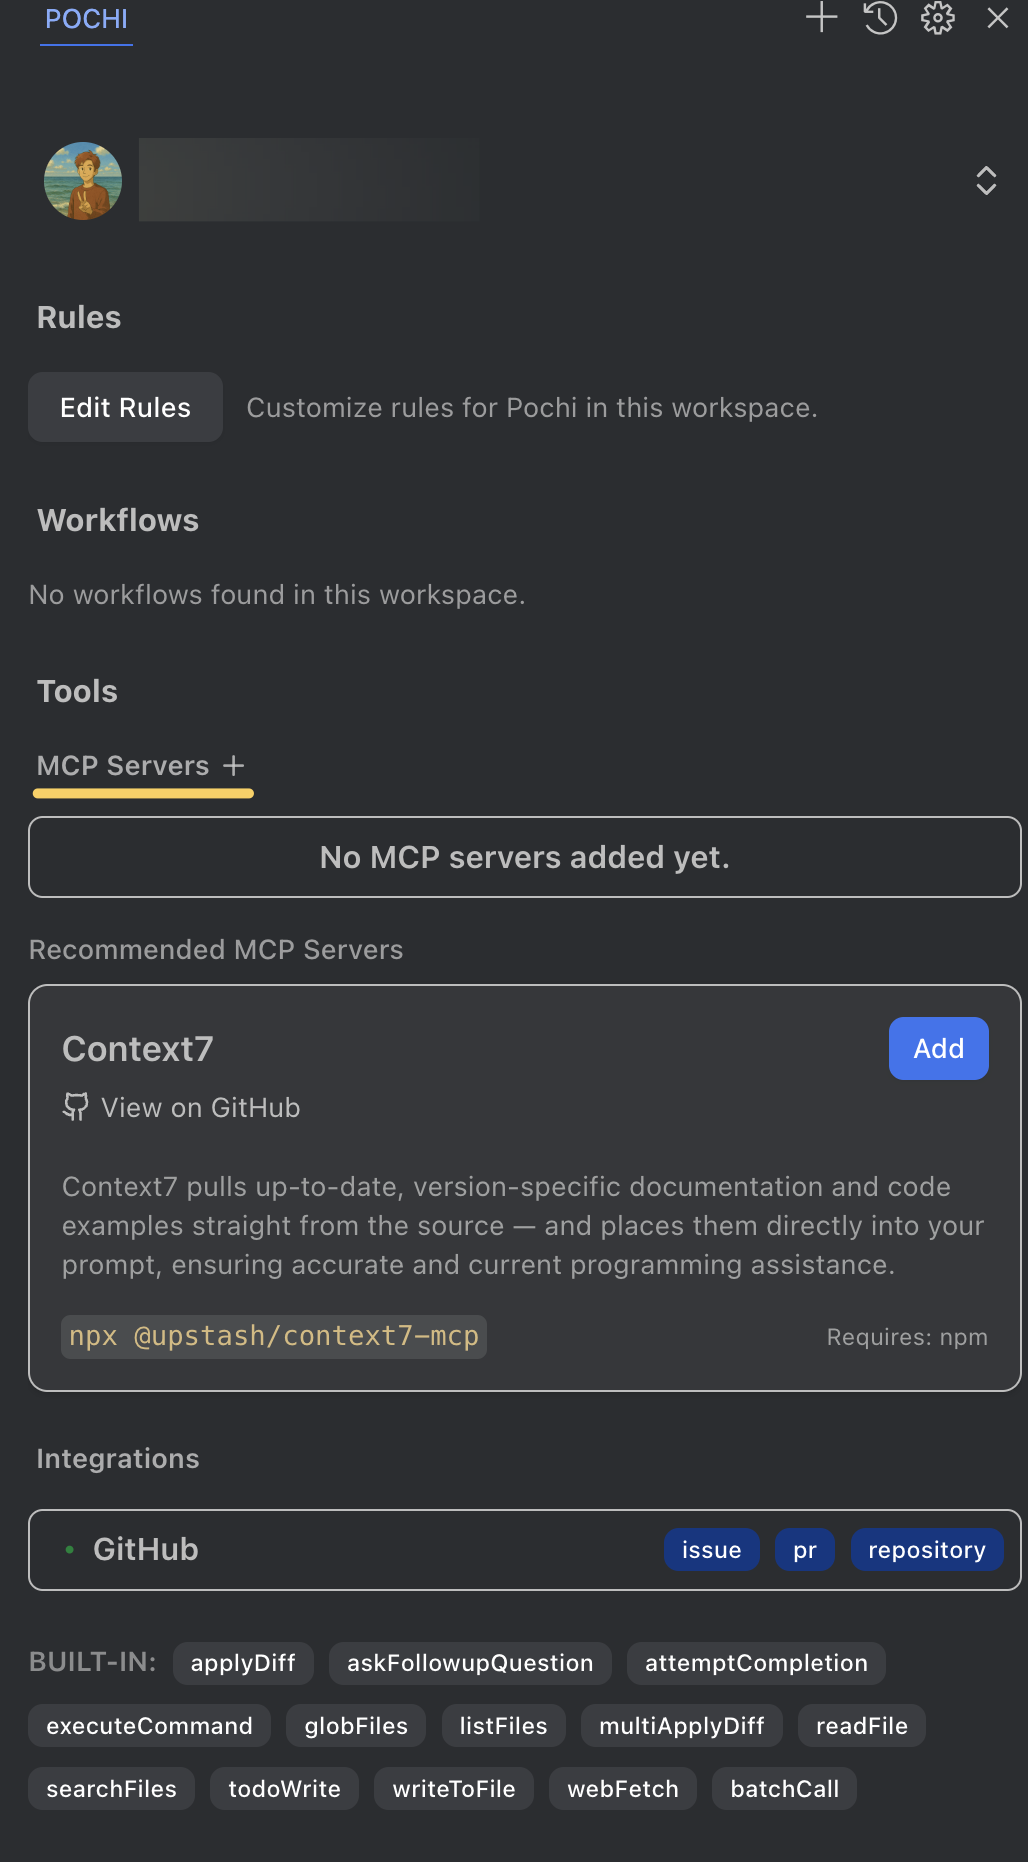 POCHI
Rules
Edit Rules Customize rules for Pochi in this workspace.
Workflows
No workflows found in this workspace.
Tools
MCP Servers +
No MCP servers added yet.
Recommended MCP Servers
Context7 Add
View on GitHub
Context7 pulls up-to-date, version-specific documentation and code
examples straight from the source — and places them directly into your
prompt, ensuring accurate and current programming assistance.
npx @upstash/context7-mcp Requires: npm
Integrations
GitHub issue pr repository
BUILT-IN: applyDiff askFollowupQuestion attemptCompletion
executeCommand globFiles listFiles multiApplyDiff readFile
searchFiles todoWrite writeToFile webFetch batchCall